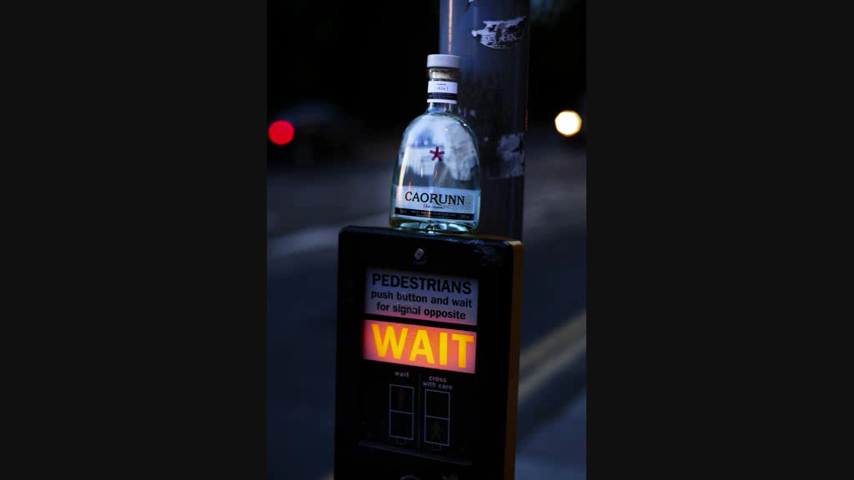 CAORUNN
PEDESTRIANS
push button and wait
for signal opposite
WAIT
wait
cross
with care